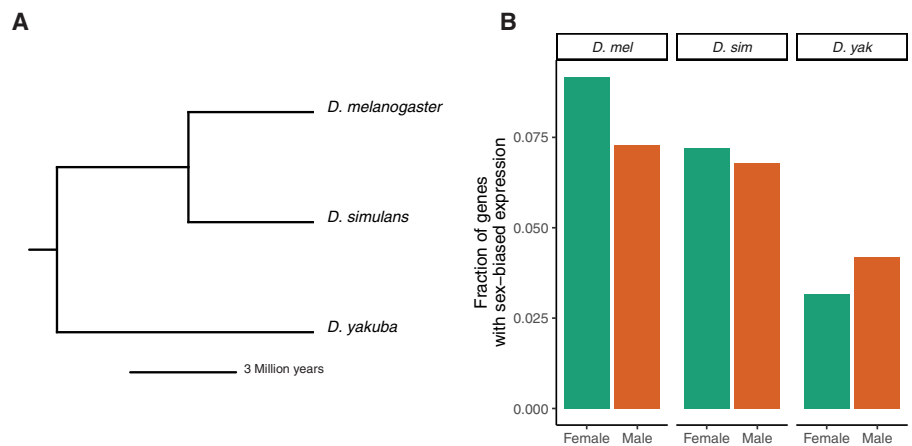 A
D. melanogaster
D. simulans
D. yakuba
3 Million years
B
D. mel
D. sim
D. yak
Fraction of genes
with sex−biased expression
0.075
0.050
0.025
0.000
Female
Male
Female
Male
Female
Male